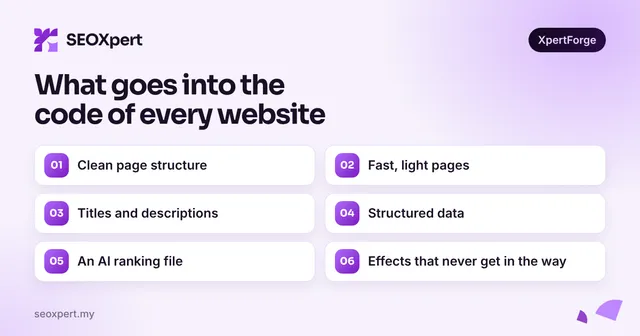 SEOXpert
XpertForge
What goes into the
code of every website
01 Clean page structure
02 Fast, light pages
03 Titles and descriptions
04 Structured data
05 An AI ranking file
06 Effects that never get in the way
seoxpert.my